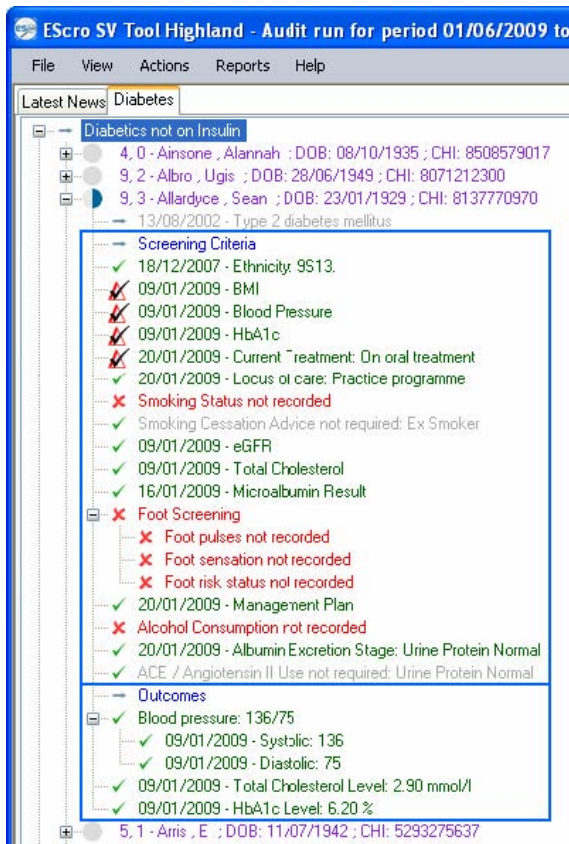 EScro SV Tool Highland - Audit run for period 01/06/2009 to
File View Actions Reports Help
Latest News Diabetes
Diabetics not on Insulin
4, 0 - Ainsone , Alannah ; DOB: 08/10/1935 ; CHI: 8508579017
9, 2 - Albro , Ugis ; DOB: 28/06/1949 ; CHI: 8071212300
9, 3 - Allardyce , Sean ; DOB: 23/01/1929 ; CHI: 8137770970
13/08/2002 - Type 2 diabetes mellitus
Screening Criteria
18/12/2007 - Ethnicity: 9S13.
09/01/2009 - BMI
09/01/2009 - Blood Pressure
09/01/2009 - HbA1c
20/01/2009 - Current Treatment: On oral treatment
20/01/2009 - Locus of care: Practice programme
Smoking Status not recorded
Smoking Cessation Advice not required: Ex Smoker
09/01/2009 - eGFR
09/01/2009 - Total Cholesterol
16/01/2009 - Microalbumin Result
Foot Screening
Foot pulses not recorded
Foot sensation not recorded
Foot risk status not recorded
20/01/2009 - Management Plan
Alcohol Consumption not recorded
20/01/2009 - Albumin Excretion Stage: Urine Protein Normal
ACE / Angiotensin II Use not required: Urine Protein Normal
Outcomes
Blood pressure: 136/75
09/01/2009 - Systolic: 136
09/01/2009 - Diastolic: 75
09/01/2009 - Total Cholesterol Level: 2.90 mmol/l
09/01/2009 - HbA1c Level: 6.20 %
5, 1 - Arris , E ; DOB: 11/07/1942 ; CHI: 5293275637